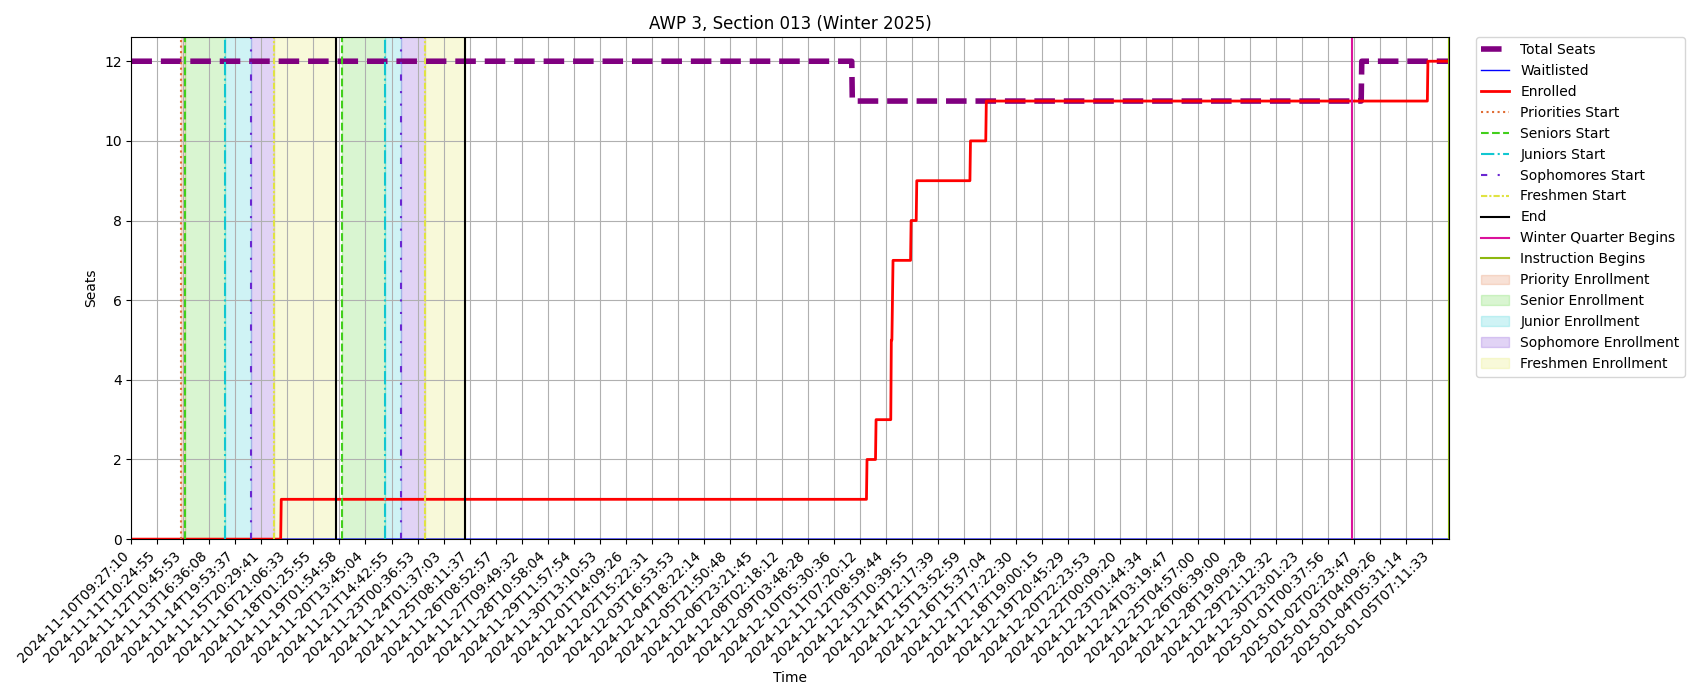 AWP 3, Section 013 (Winter 2025)
Seats
12
10
8
6
4
2
0
2024-11-10T09:27:10
2024-11-11T10:24:55
2024-11-12T10:45:53
2024-11-13T16:36:08
2024-11-14T19:53:37
2024-11-15T20:29:41
2024-11-16T21:06:33
2024-11-18T01:25:55
2024-11-19T01:54:58
2024-11-20T13:45:04
2024-11-21T14:42:55
2024-11-23T00:36:53
2024-11-24T01:37:03
2024-11-25T08:11:37
2024-11-26T08:52:57
2024-11-27T09:49:32
2024-11-28T10:58:04
2024-11-29T11:57:54
2024-11-30T13:10:53
2024-12-01T14:09:26
2024-12-02T15:22:31
2024-12-03T16:53:53
2024-12-04T18:22:14
2024-12-05T21:50:48
2024-12-06T23:21:45
2024-12-08T02:18:12
2024-12-09T03:48:28
2024-12-10T05:30:36
2024-12-11T07:20:12
2024-12-12T08:59:44
2024-12-13T10:39:55
2024-12-14T12:17:39
2024-12-15T13:52:59
2024-12-16T15:37:04
2024-12-17T17:22:30
2024-12-18T19:00:15
2024-12-19T20:45:29
2024-12-20T22:23:53
2024-12-22T00:09:20
2024-12-23T01:44:34
2024-12-24T03:19:47
2024-12-25T04:57:00
2024-12-26T06:39:00
2024-12-28T19:09:28
2024-12-29T21:12:32
2024-12-30T23:01:23
2025-01-01T00:37:56
2025-01-02T02:23:47
2025-01-03T04:09:26
2025-01-04T05:31:14
2025-01-05T07:11:33
Time
Total Seats
Waitlisted
Enrolled
Priorities Start
Seniors Start
Juniors Start
Sophomores Start
Freshmen Start
End
Winter Quarter Begins
Instruction Begins
Priority Enrollment
Senior Enrollment
Junior Enrollment
Sophomore Enrollment
Freshmen Enrollment